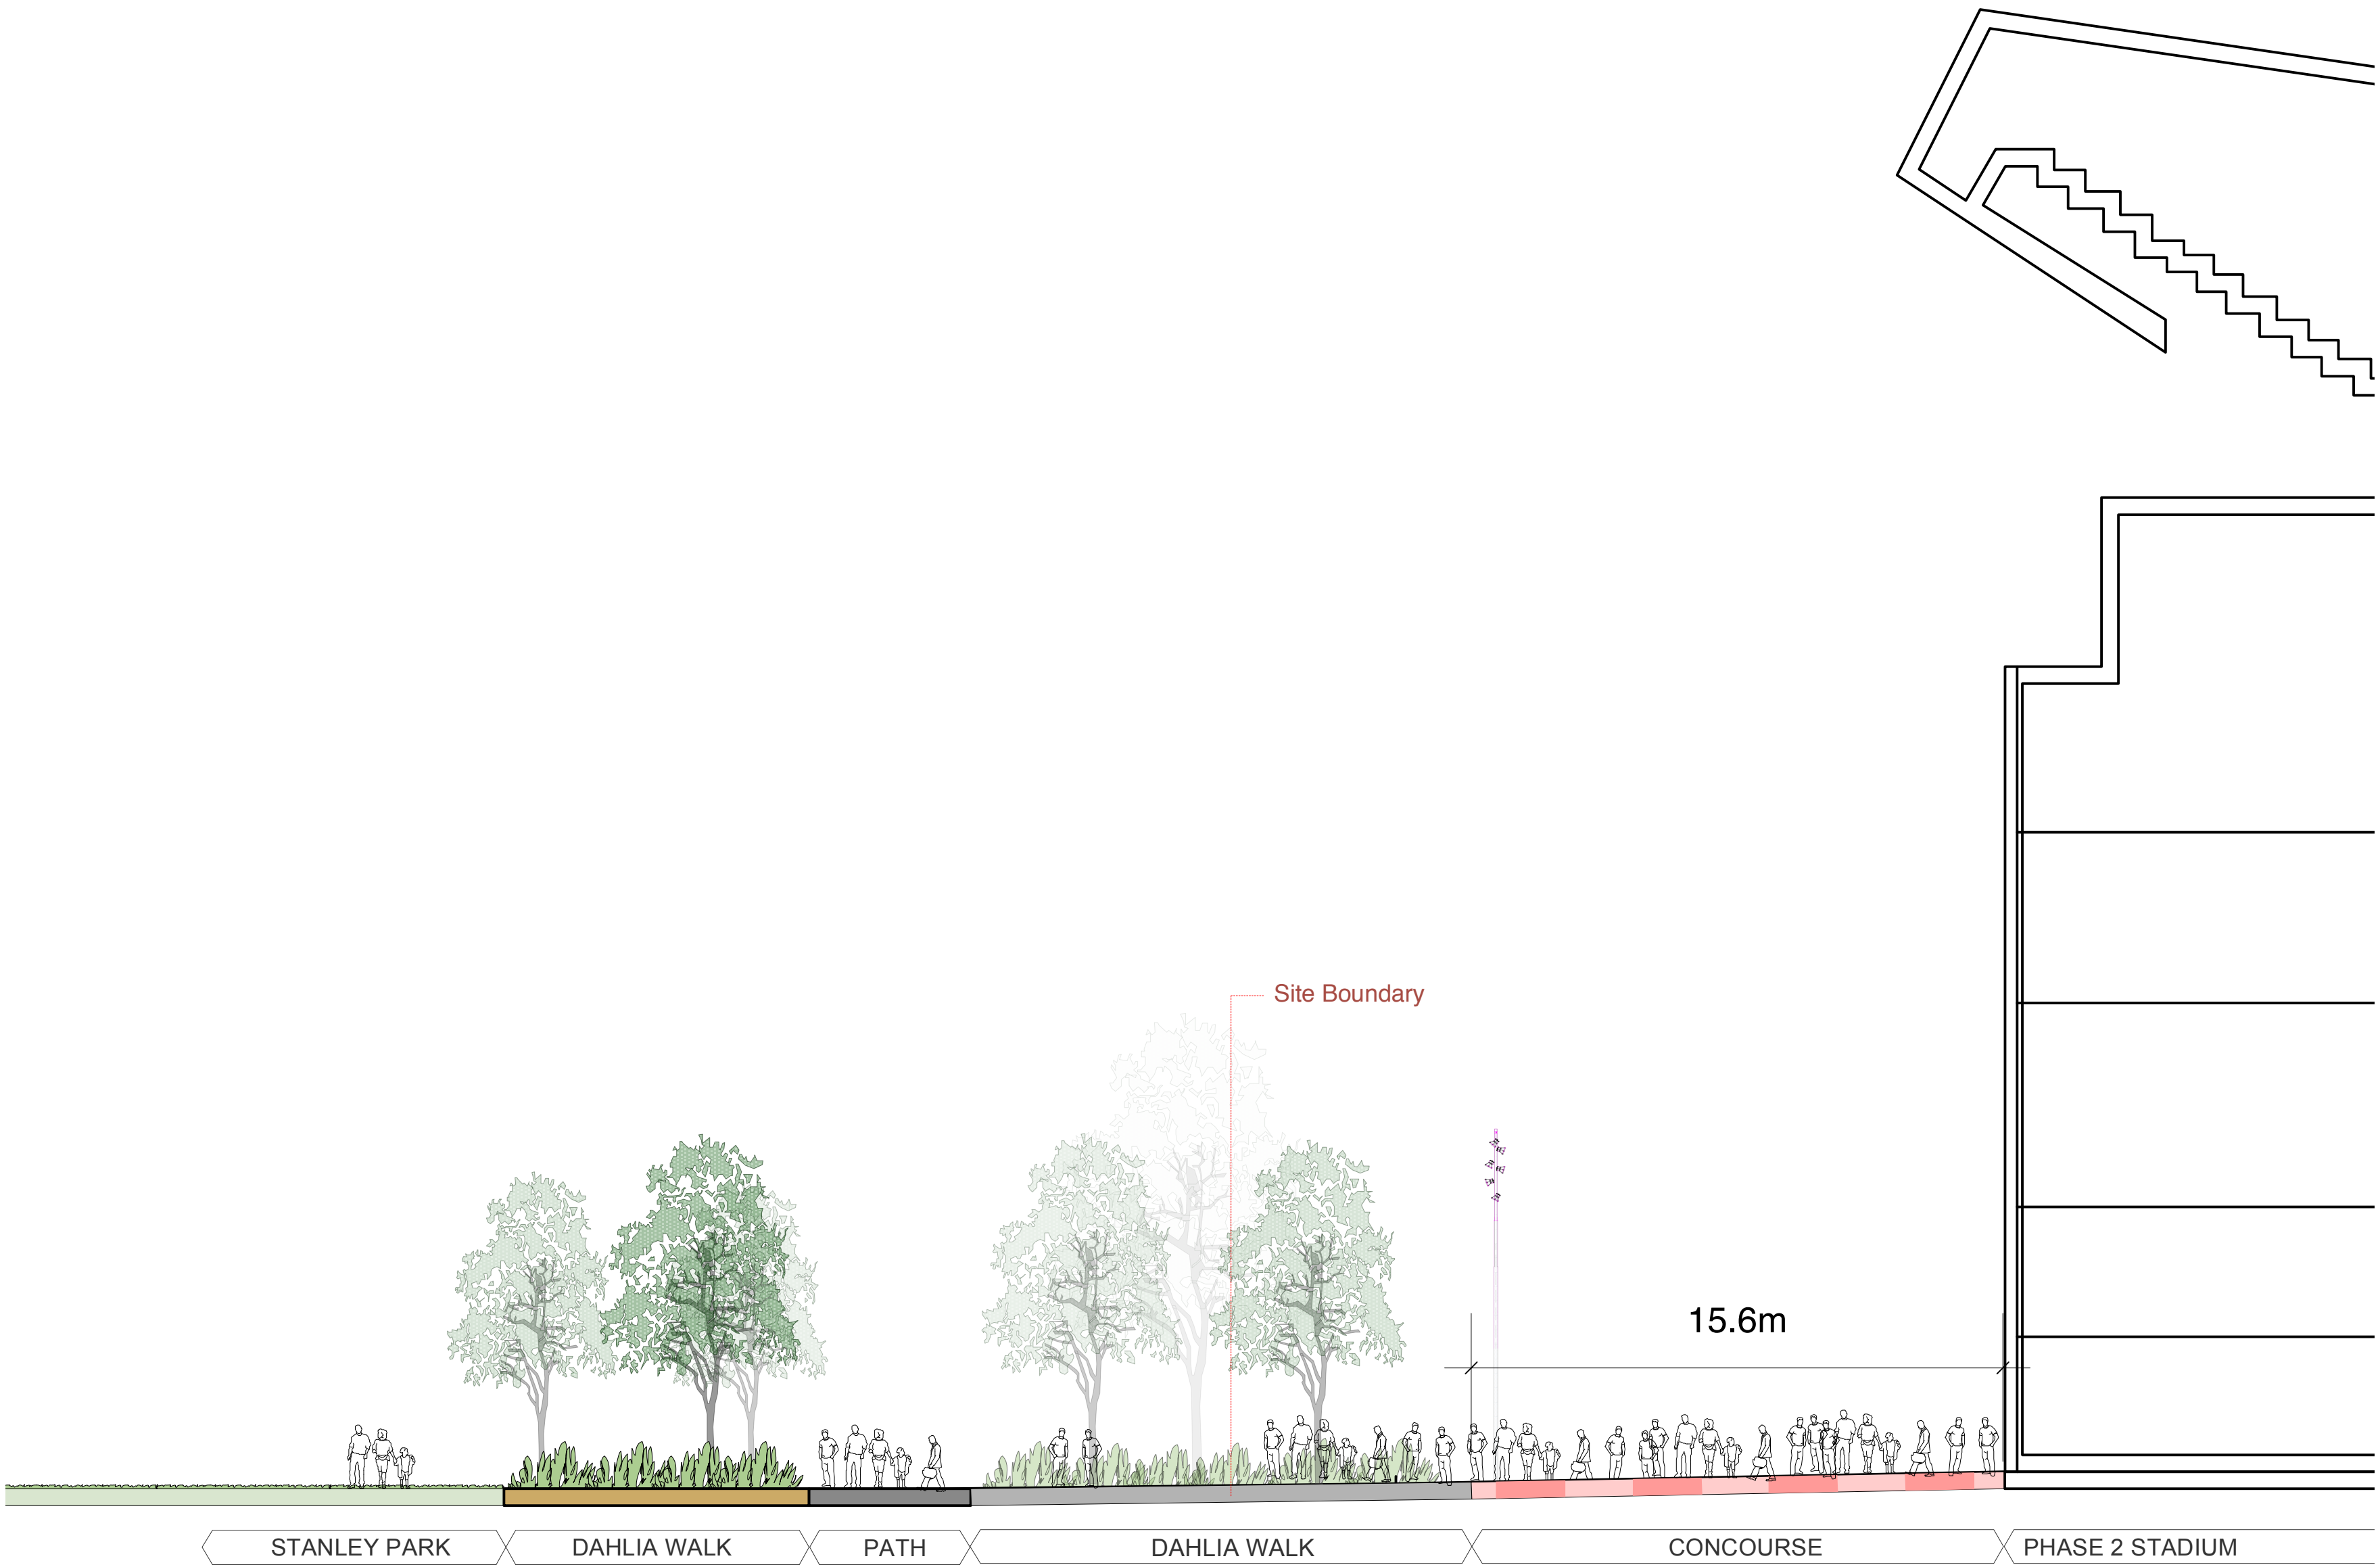 Site Boundary
15.6m
STANLEY PARK
DAHLIA WALK
PATH
DAHLIA WALK
CONCOURSE
PHASE 2 STADIUM